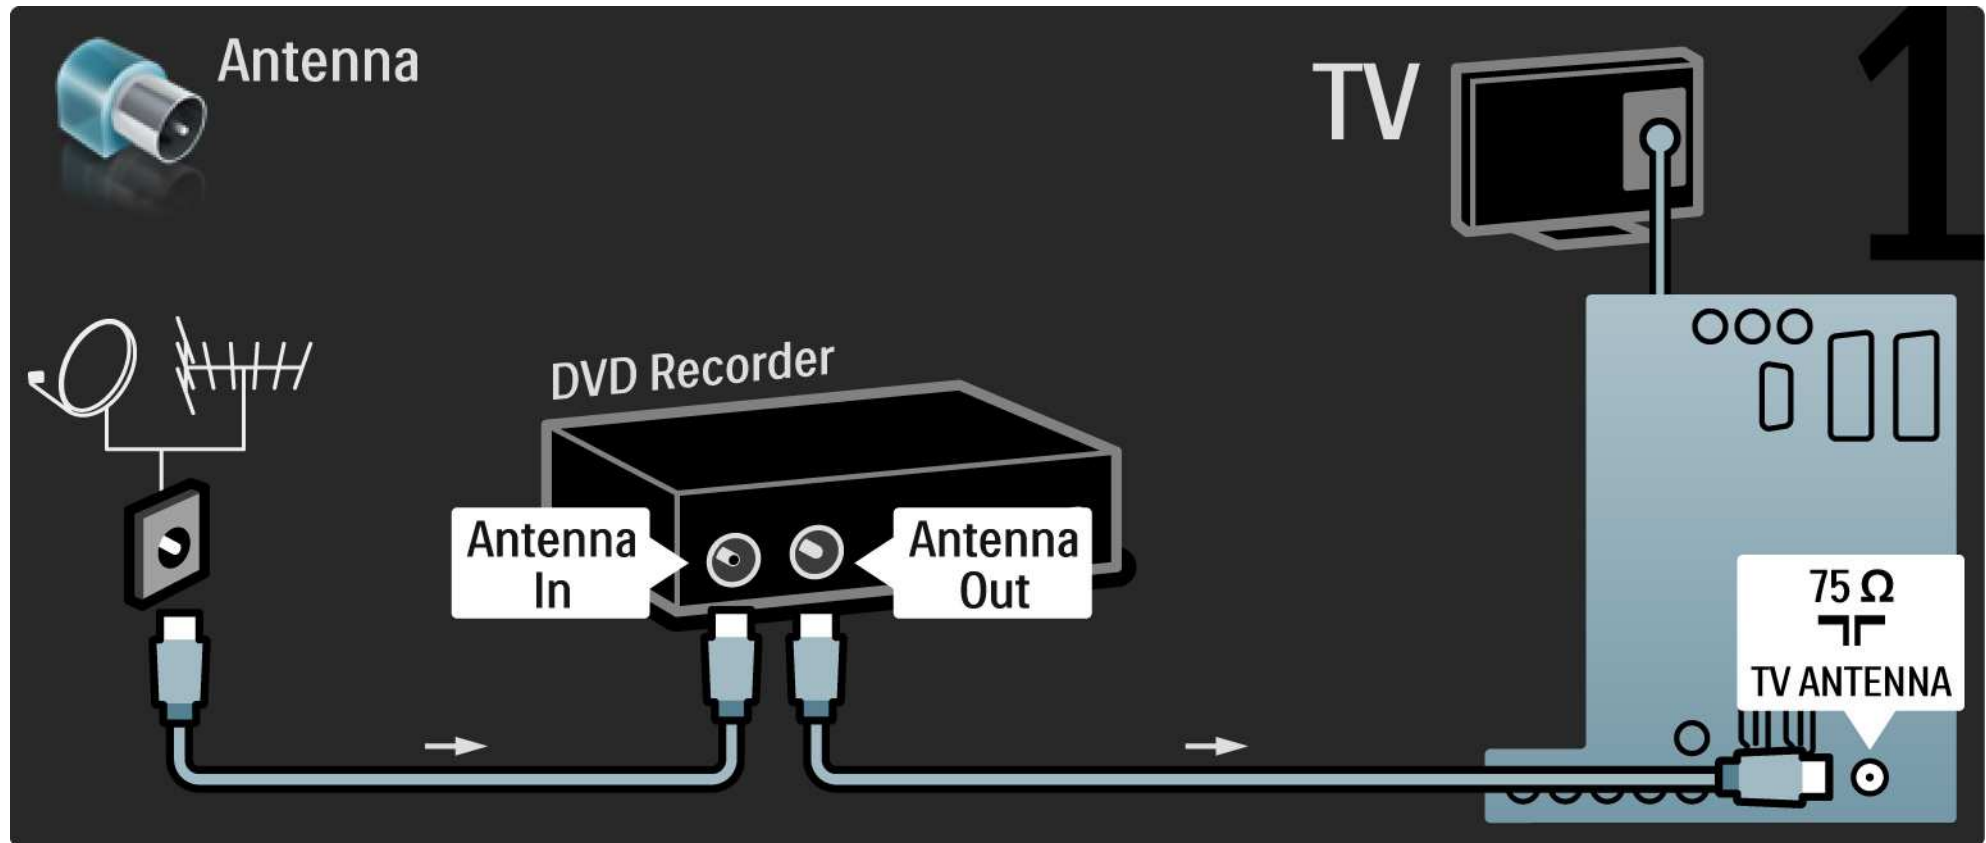 Antenna
TV
1
DVD Recorder
Antenna
In
Antenna
Out
75 Ω
TV ANTENNA